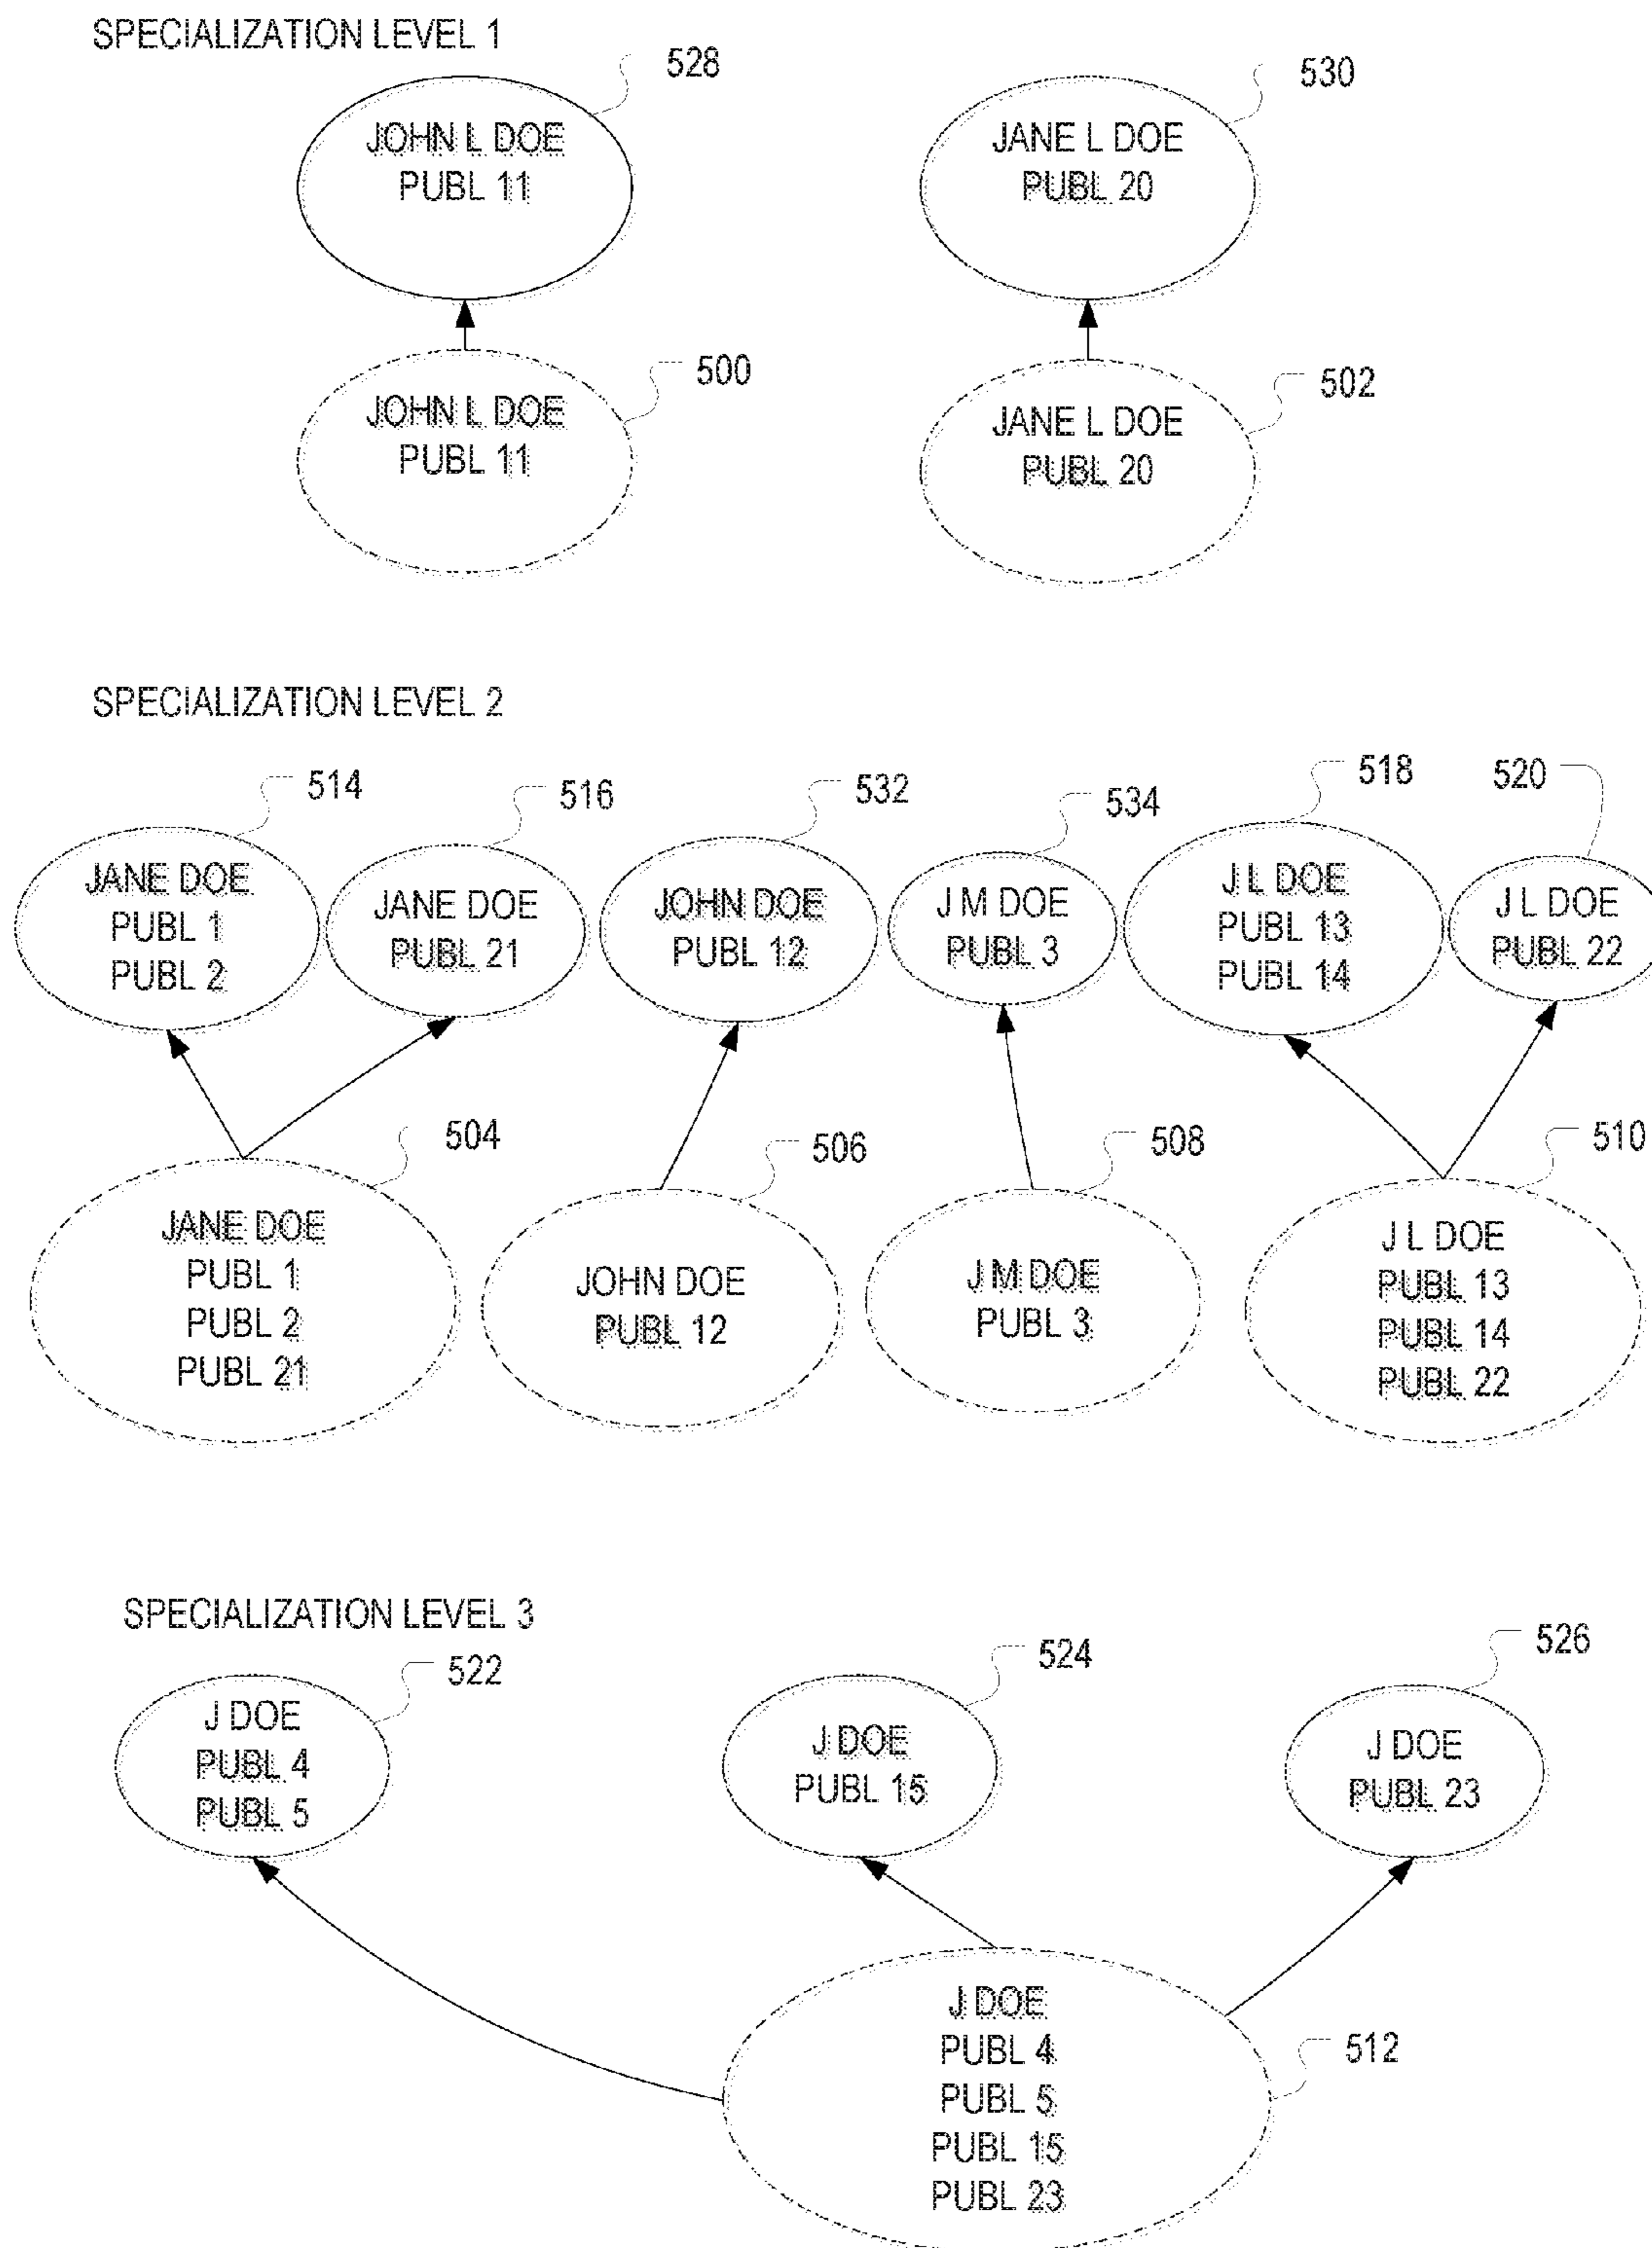 SPECIALIZATION LEVEL 1
528
JOHN L DOE
PUBL 11
530
JANE L DOE
PUBL 20
500
JOHN L DOE
PUBL 11
502
JANE L DOE
PUBL 20
SPECIALIZATION LEVEL 2
514
JANE DOE
PUBL 1
PUBL 2
516
JANE DOE
PUBL 21
532
JOHN DOE
PUBL 12
534
J M DOE
PUBL 3
518
J L DOE
PUBL 13
PUBL 14
520
J L DOE
PUBL 22
504
JANE DOE
PUBL 1
PUBL 2
PUBL 21
506
JOHN DOE
PUBL 12
508
J M DOE
PUBL 3
510
J L DOE
PUBL 13
PUBL 14
PUBL 22
SPECIALIZATION LEVEL 3
522
J DOE
PUBL 4
PUBL 5
524
J DOE
PUBL 15
526
J DOE
PUBL 23
512
J DOE
PUBL 4
PUBL 5
PUBL 15
PUBL 23